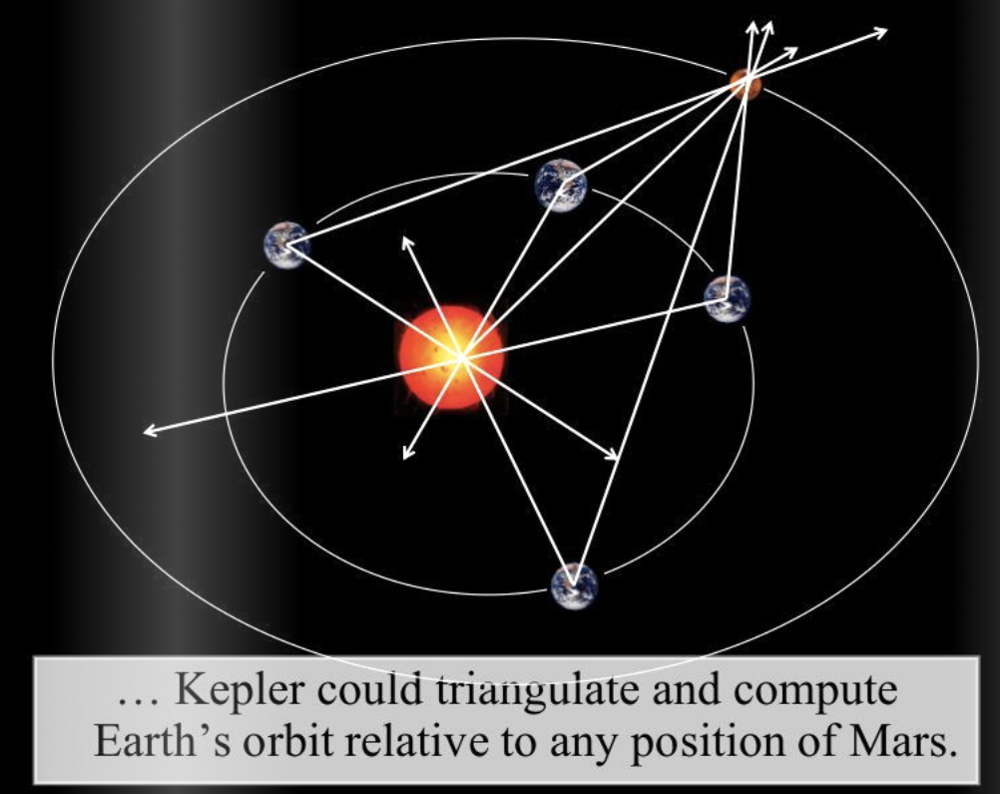 … Kepler could triangulate and compute
Earth’s orbit relative to any position of Mars.